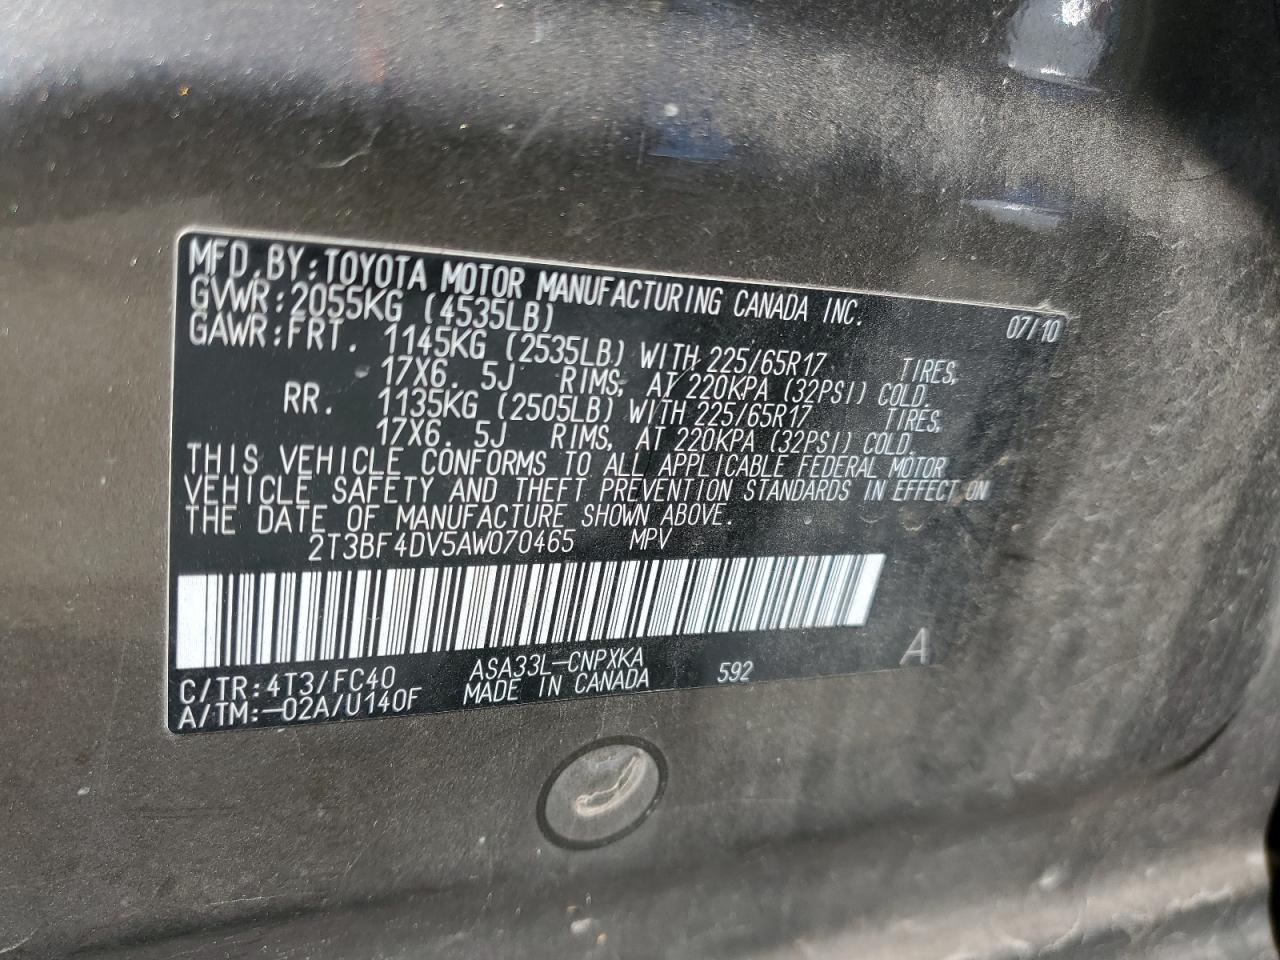 MFD.BY:TOYOTA MOTOR MANUFACTURING CANADA INC. 07/10
GVWR:2055KG (4535LB)
GAWR:FRT. 1145KG (2535LB) WITH 225/65R17 TIRES,
17X6. 5J RIMS, AT 220KPA (32PSI) COLD.
RR. 1135KG (2505LB) WITH 225/65R17 TIRES,
17X6. 5J RIMS, AT 220KPA (32PSI) COLD.
THIS VEHICLE CONFORMS TO ALL APPLICABLE FEDERAL MOTOR
VEHICLE SAFETY AND THEFT PREVENTION STANDARDS IN EFFECT ON
THE DATE OF MANUFACTURE SHOWN ABOVE.
2T3BF4DV5AW070465 MPV
A
C/TR:4T3/FC40 ASA33L-CNPXKA 592
A/TM:-02A/U140F MADE IN CANADA